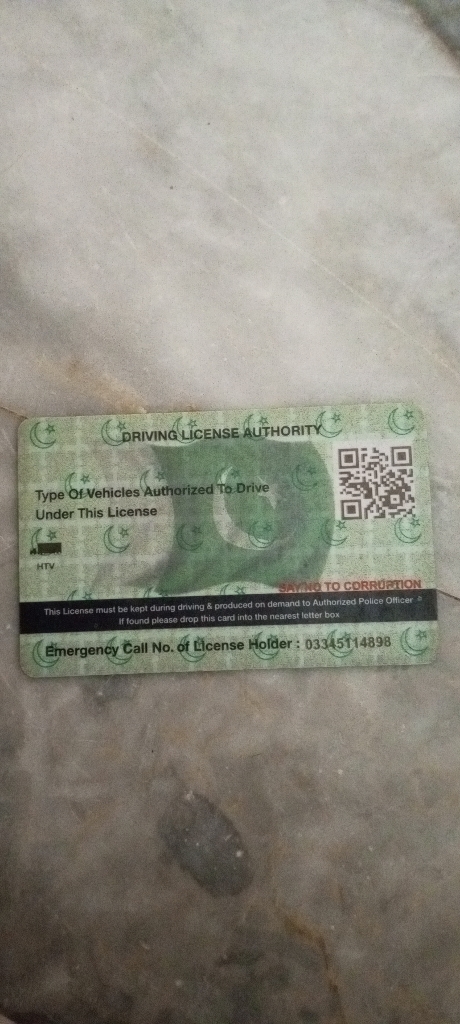 DRIVING LICENSE AUTHORITY
Type Of Vehicles Authorized To Drive
Under This License
HTV
SAY NO TO CORRUPTION
This License must be kept during driving & produced on demand to Authorized Police Officer
If found please drop this card into the nearest letter box
Emergency Call No. of License Holder : 03345114898